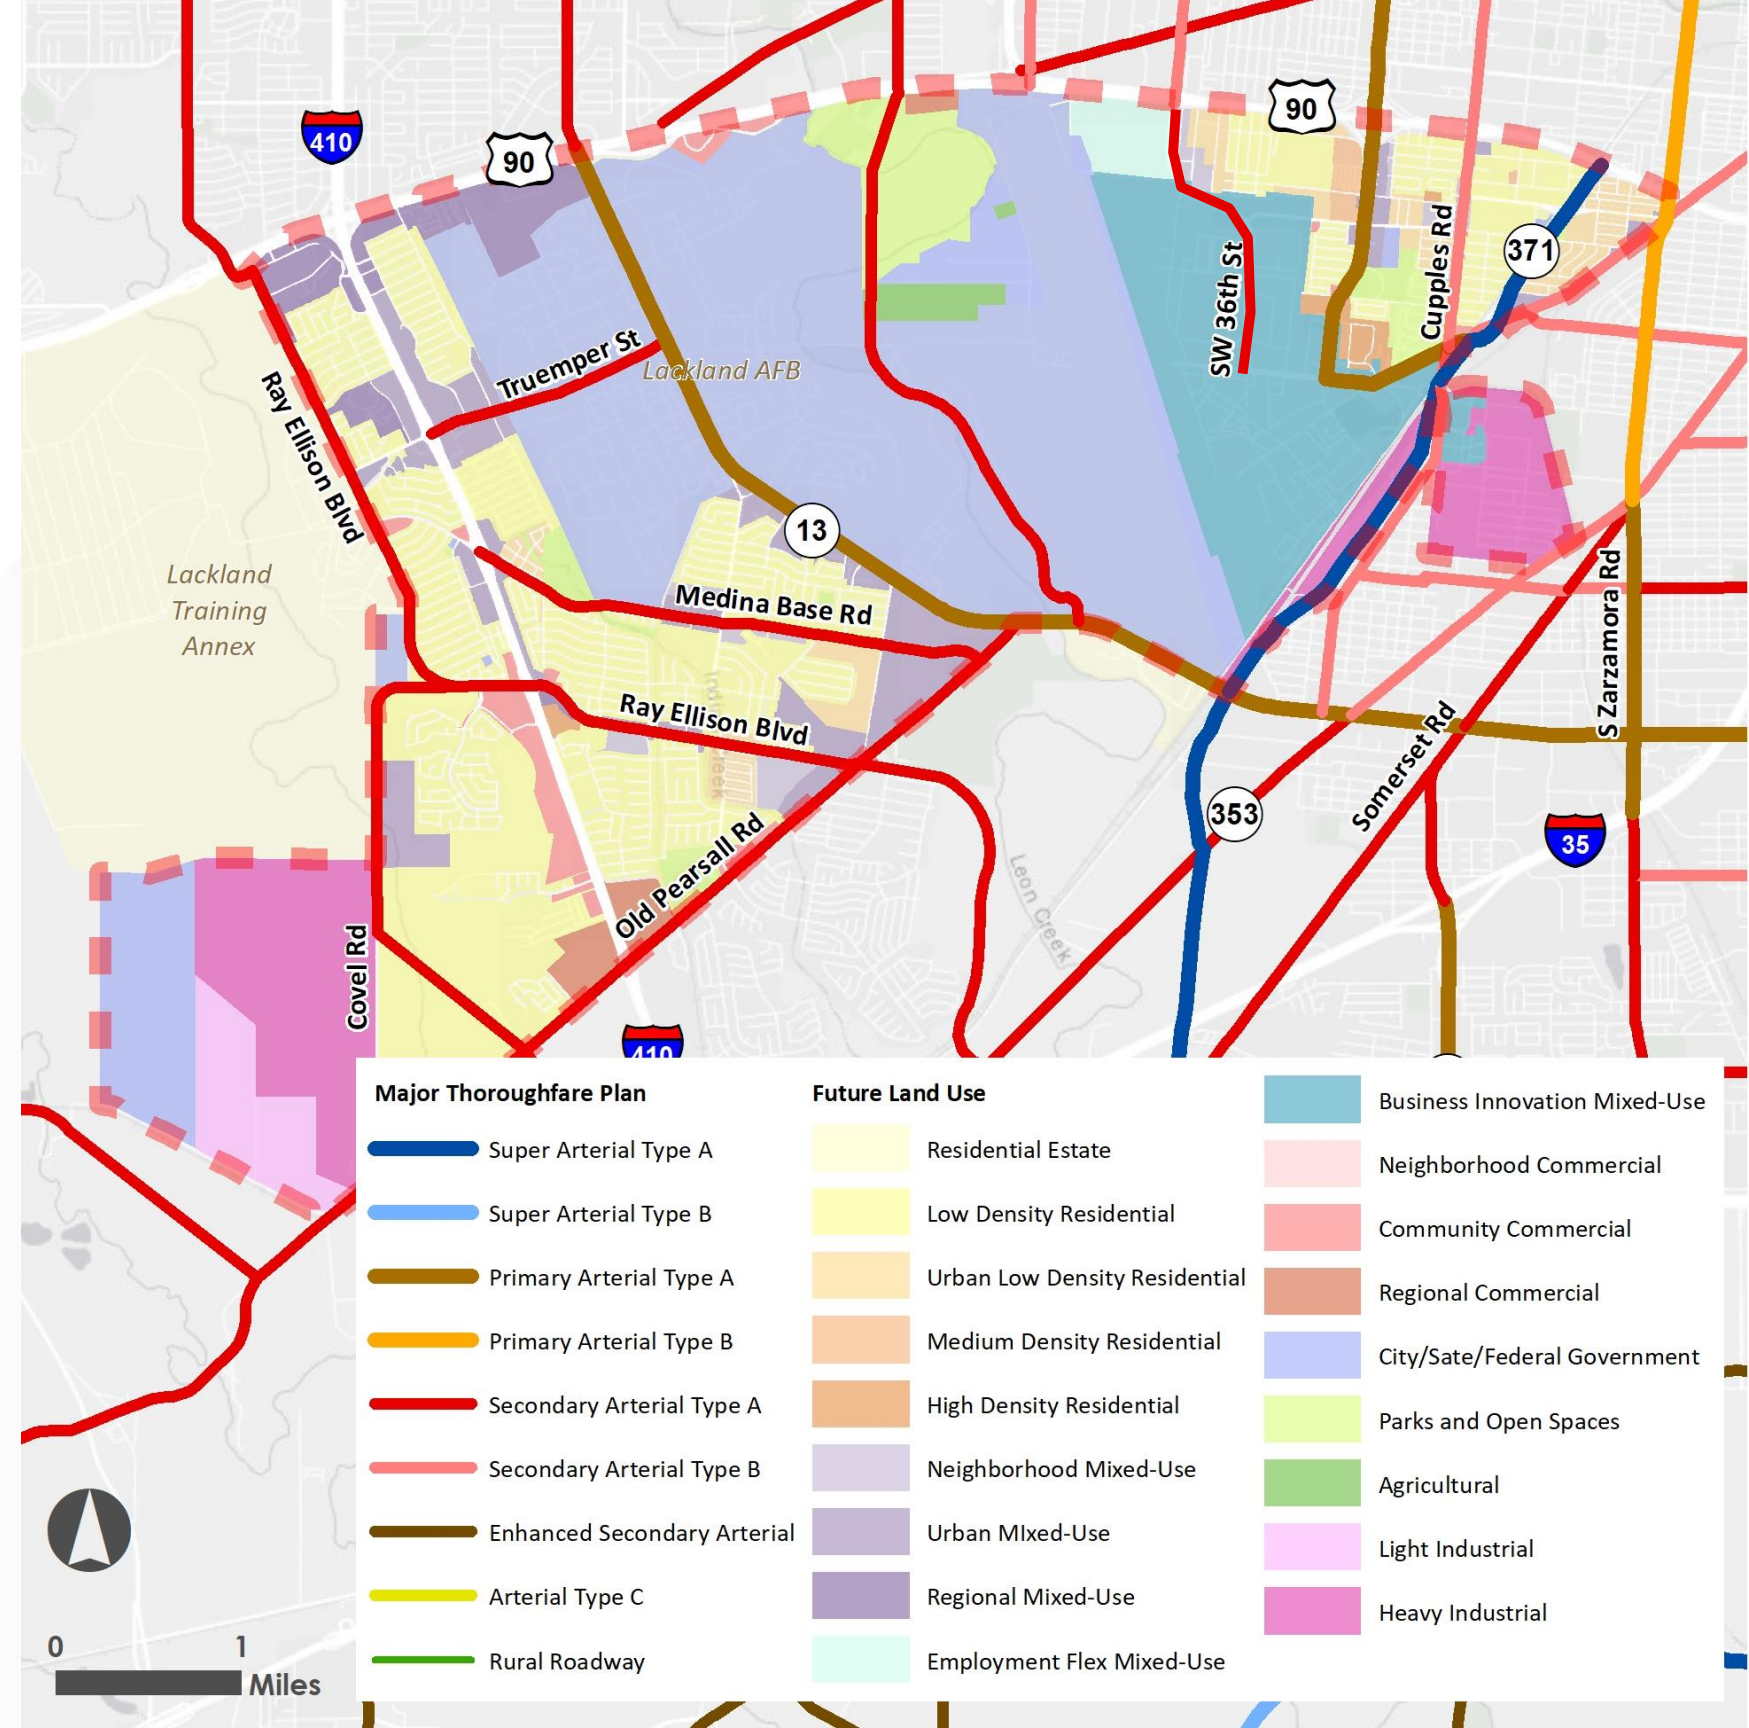 410
90
90
371
Cupples Rd
SW 36th St
Truemper St
Lackland AFB
Ray Ellison Blvd
13
Lackland
Training
Annex
Medina Base Rd
S Zarzamora Rd
Ray Ellison Blvd
Somerset Rd
353
35
Old Pearsall Rd
Leon Creek
Covel Rd
410
Major Thoroughfare Plan
Super Arterial Type A
Super Arterial Type B
Primary Arterial Type A
Primary Arterial Type B
Secondary Arterial Type A
Secondary Arterial Type B
Enhanced Secondary Arterial
Arterial Type C
Rural Roadway
Future Land Use
Residential Estate
Low Density Residential
Urban Low Density Residential
Medium Density Residential
High Density Residential
Neighborhood Mixed-Use
Urban MIxed-Use
Regional Mixed-Use
Employment Flex Mixed-Use
Business Innovation Mixed-Use
Neighborhood Commercial
Community Commercial
Regional Commercial
City/Sate/Federal Government
Parks and Open Spaces
Agricultural
Light Industrial
Heavy Industrial
0 1
Miles